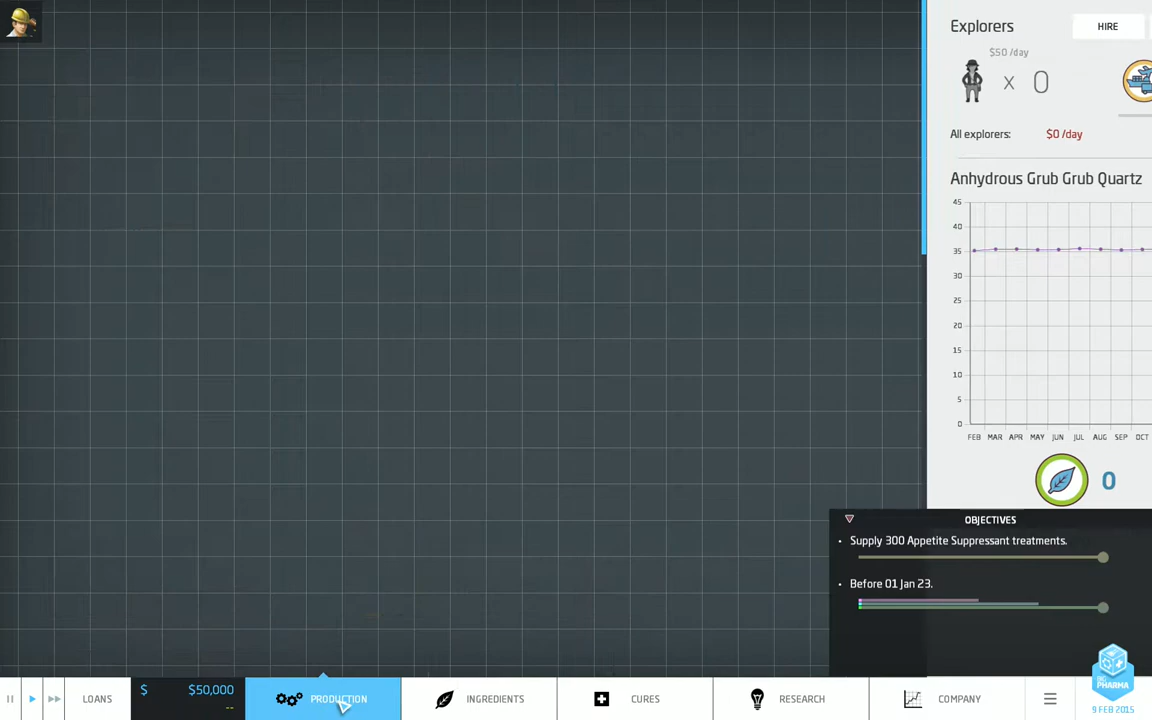 Explorers
HIRE
$50 /day
X 0
All explorers: $0 /day
Anhydrous Grub Grub Quartz
45
40
35
30
25
20
15
10
5
0
FEB MAR APR MAY JUN JUL AUG SEP OCT
0
OBJECTIVES
• Supply 300 Appetite Suppressant treatments.
• Before 01 Jan 23.
LOANS
$ $50,000
--
PRODUCTION
INGREDIENTS
CURES
RESEARCH
COMPANY
PHARMA
9 FEB 2015